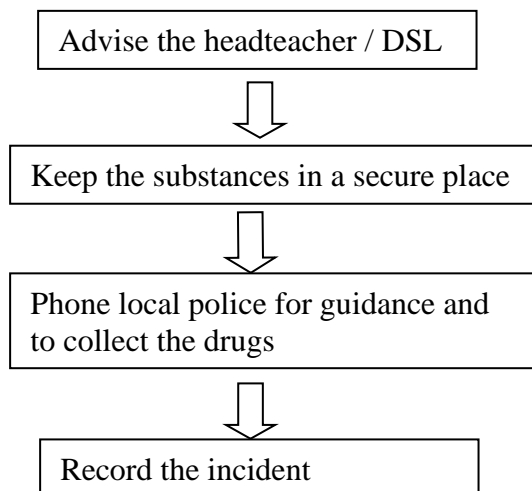 Advise the headteacher / DSL
Keep the substances in a secure place
Phone local police for guidance and
to collect the drugs
Record the incident